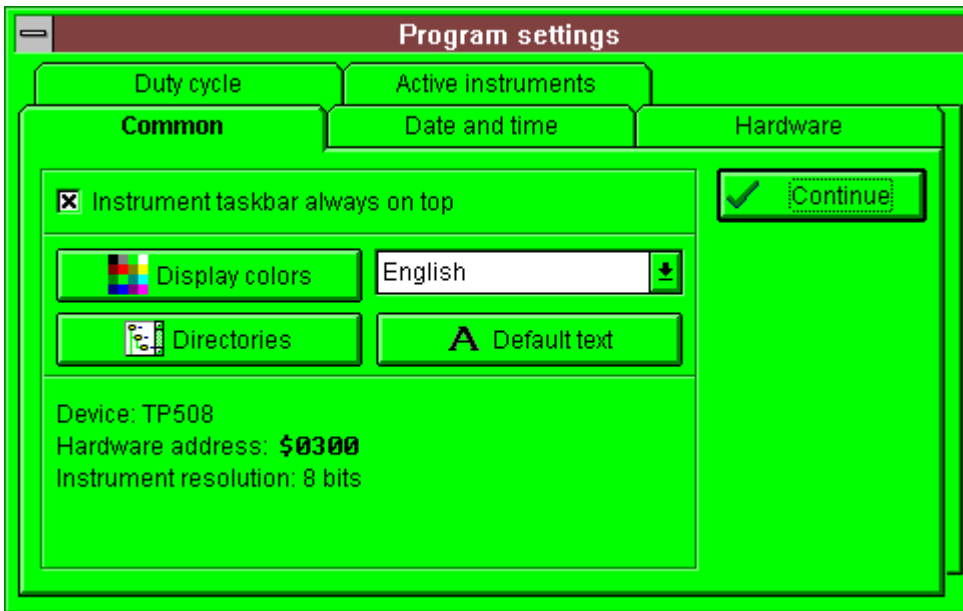 Program settings
Duty cycle
Active instruments
Common
Date and time
Hardware
Instrument taskbar always on top
Continue
Display colors
English
Directories
A Default text
Device: TP508
Hardware address: $0300
Instrument resolution: 8 bits